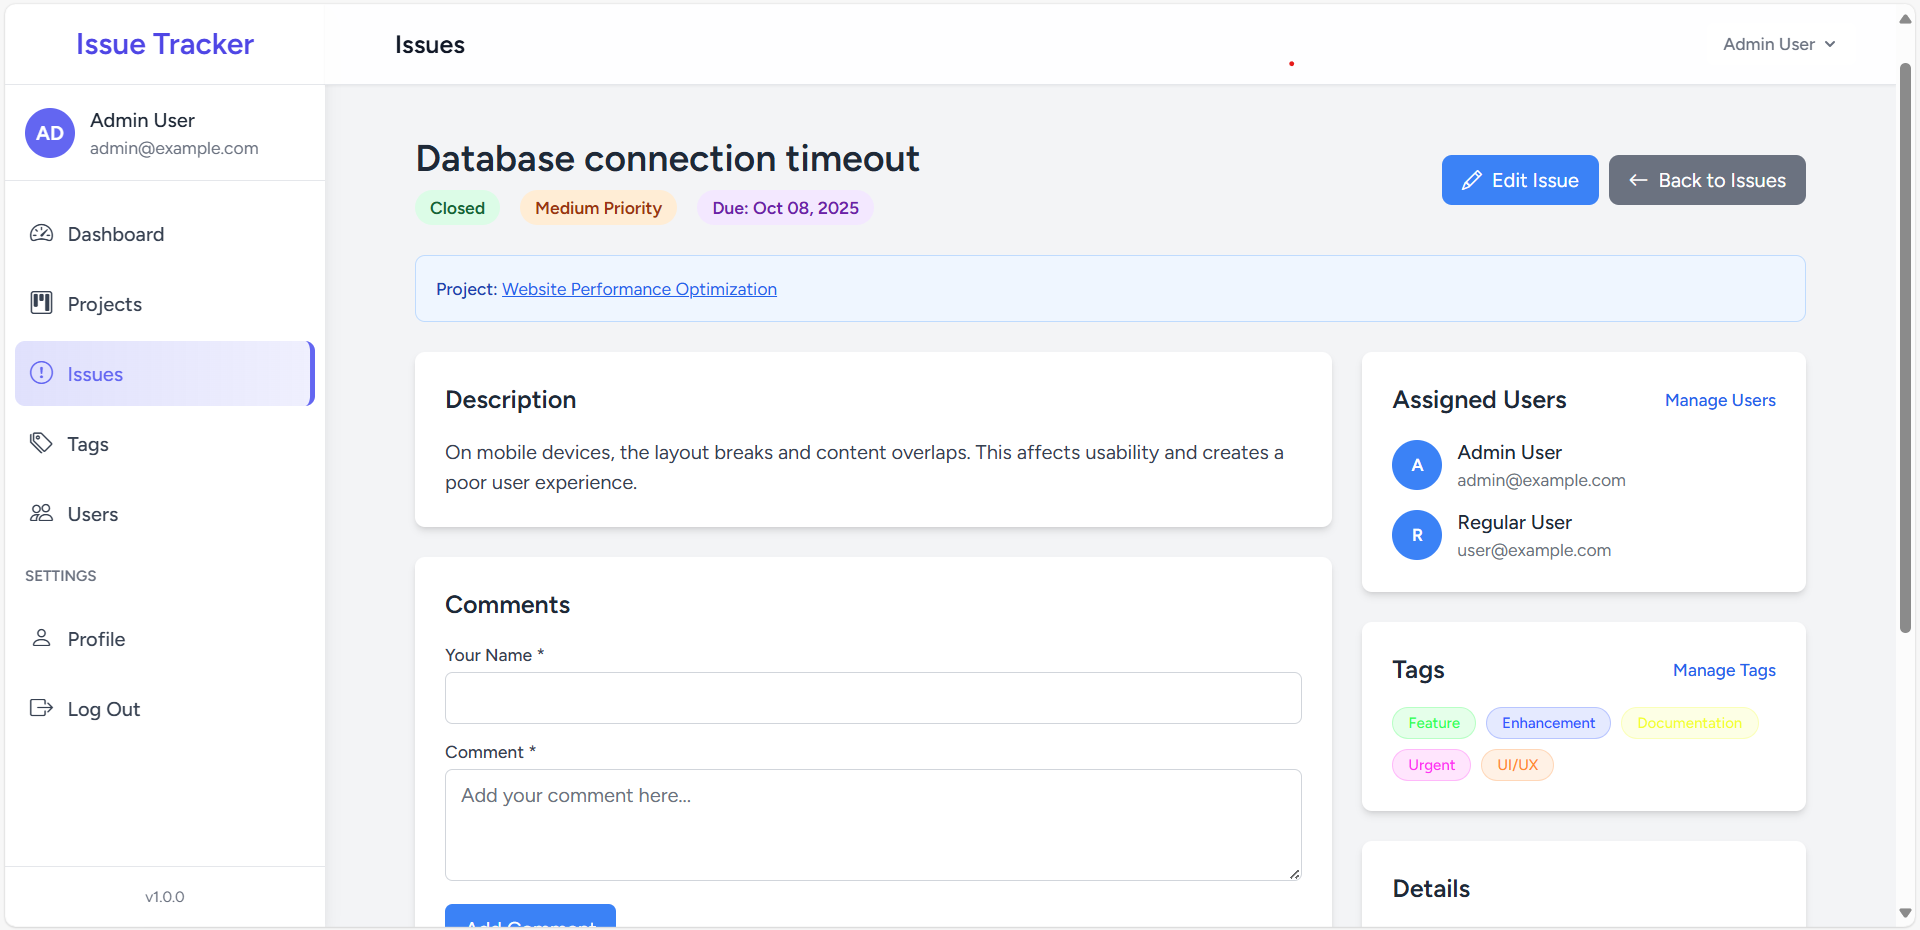 Issue Tracker
Issues
Admin User
AD
Admin User
admin@example.com
Dashboard
Projects
Issues
Tags
Users
SETTINGS
Profile
Log Out
v1.0.0
Database connection timeout
Closed
Medium Priority
Due: Oct 08, 2025
Edit Issue
Back to Issues
Project: Website Performance Optimization
Description
On mobile devices, the layout breaks and content overlaps. This affects usability and creates a
poor user experience.
Comments
Your Name *
Comment *
Add your comment here...
Add Comment
Assigned Users
Manage Users
A
Admin User
admin@example.com
R
Regular User
user@example.com
Tags
Manage Tags
Feature
Enhancement
Documentation
Urgent
UI/UX
Details